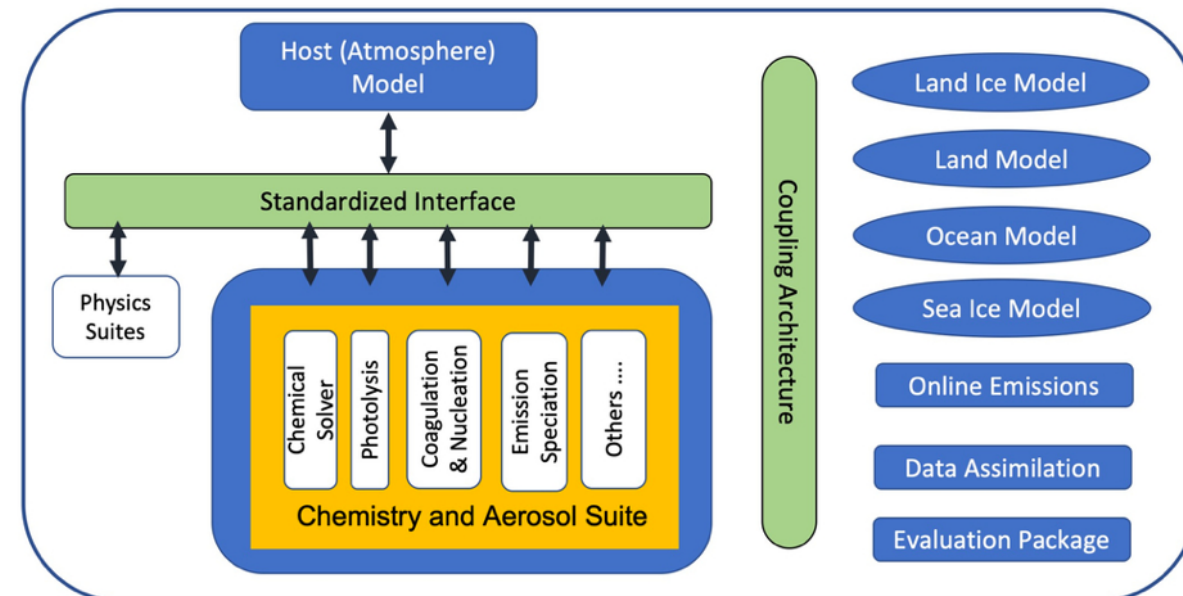 Host (Atmosphere)
Model
Standardized Interface
Physics
Suites
Chemical
Solver
Photolysis
Coagulation
& Nucleation
Emission
Speciation
Others ....
Chemistry and Aerosol Suite
Coupling Architecture
Land Ice Model
Land Model
Ocean Model
Sea Ice Model
Online Emissions
Data Assimilation
Evaluation Package